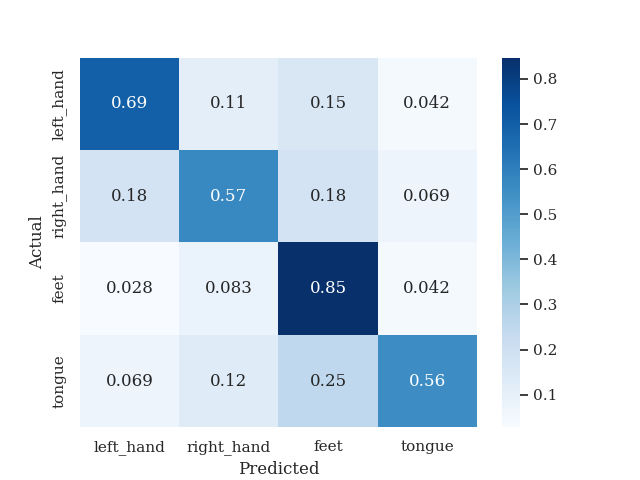 left_hand 0.69 0.11 0.15 0.042
right_hand 0.18 0.57 0.18 0.069
feet 0.028 0.083 0.85 0.042
tongue 0.069 0.12 0.25 0.56
left_hand right_hand feet tongue
Predicted
Actual
0.8
0.7
0.6
0.5
0.4
0.3
0.2
0.1